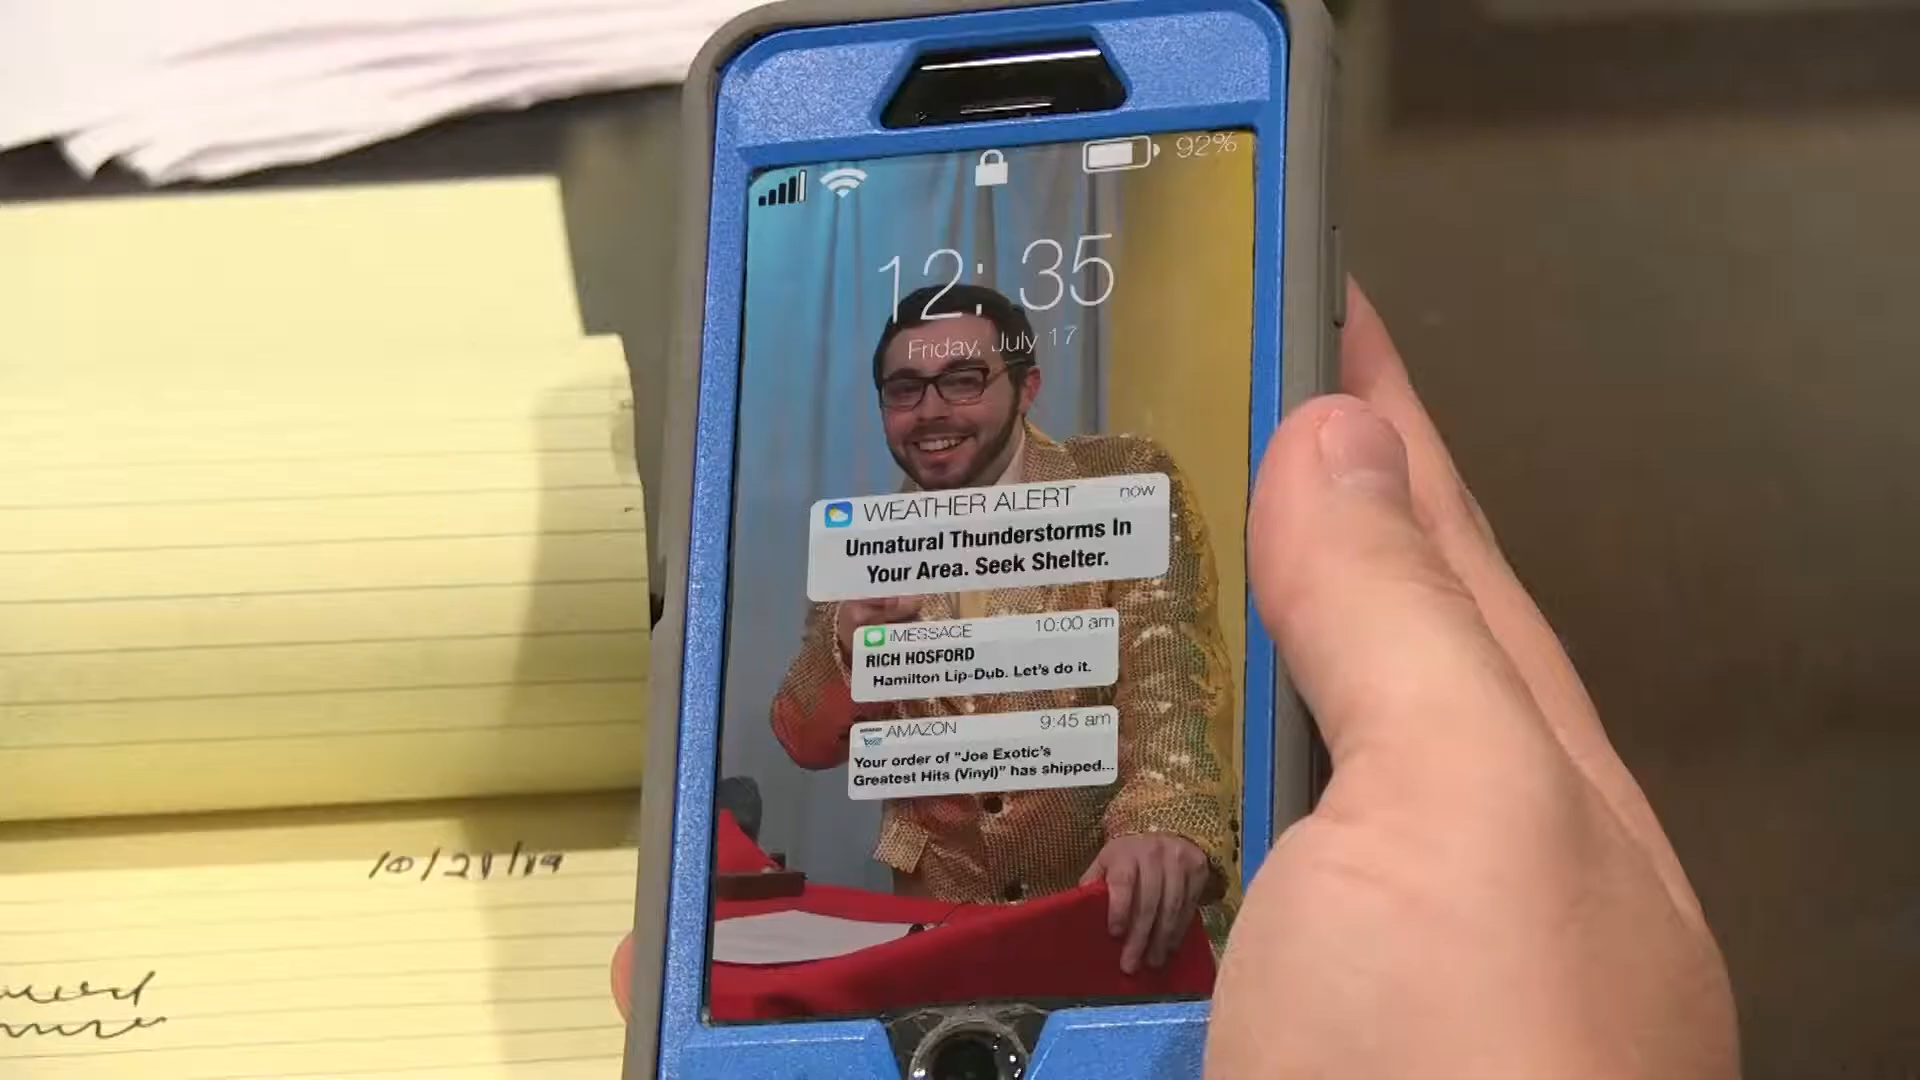 92%
12; 35
Friday, July 17
WEATHER ALERT now
Unnatural Thunderstorms In
Your Area. Seek Shelter.
iMESSAGE 10:00 am
RICH HOSFORD
Hamilton Lip-Dub. Let's do it.
AMAZON 9:45 am
Your order of "Joe Exotic's
Greatest Hits (Vinyl)" has shipped...
10/28/19